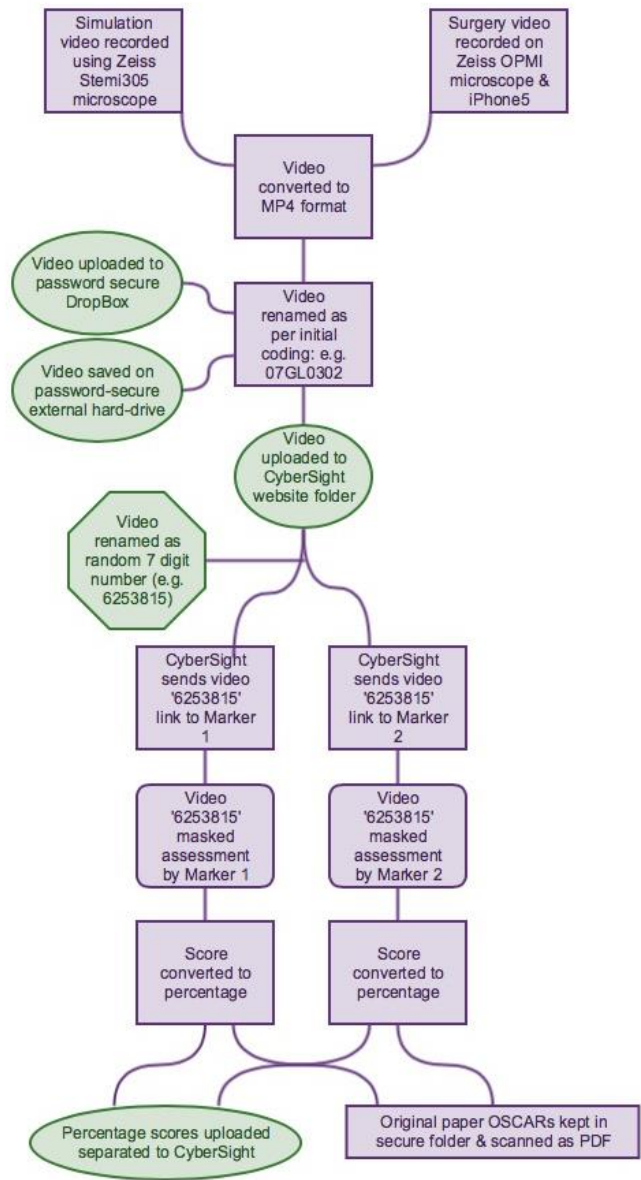 Simulation
video recorded
using Zeiss
Stemi305
microscope
Surgery video
recorded on
Zeiss OPMI
microscope &
iPhone5
Video
converted to
MP4 format
Video uploaded to
password secure
DropBox
Video
renamed as
per initial
coding: e.g.
07GL0302
Video saved on
password-secure
external hard-drive
Video
uploaded to
CyberSight
website folder
Video
renamed as
random 7 digit
number (e.g.
6253815)
CyberSight
sends video
'6253815'
link to Marker
1
CyberSight
sends video
'6253815'
link to Marker
2
Video
'6253815'
masked
assessment
by Marker 1
Video
'6253815'
masked
assessment
by Marker 2
Score
converted to
percentage
Score
converted to
percentage
Percentage scores uploaded
separated to CyberSight
Original paper OSCARs kept in
secure folder & scanned as PDF